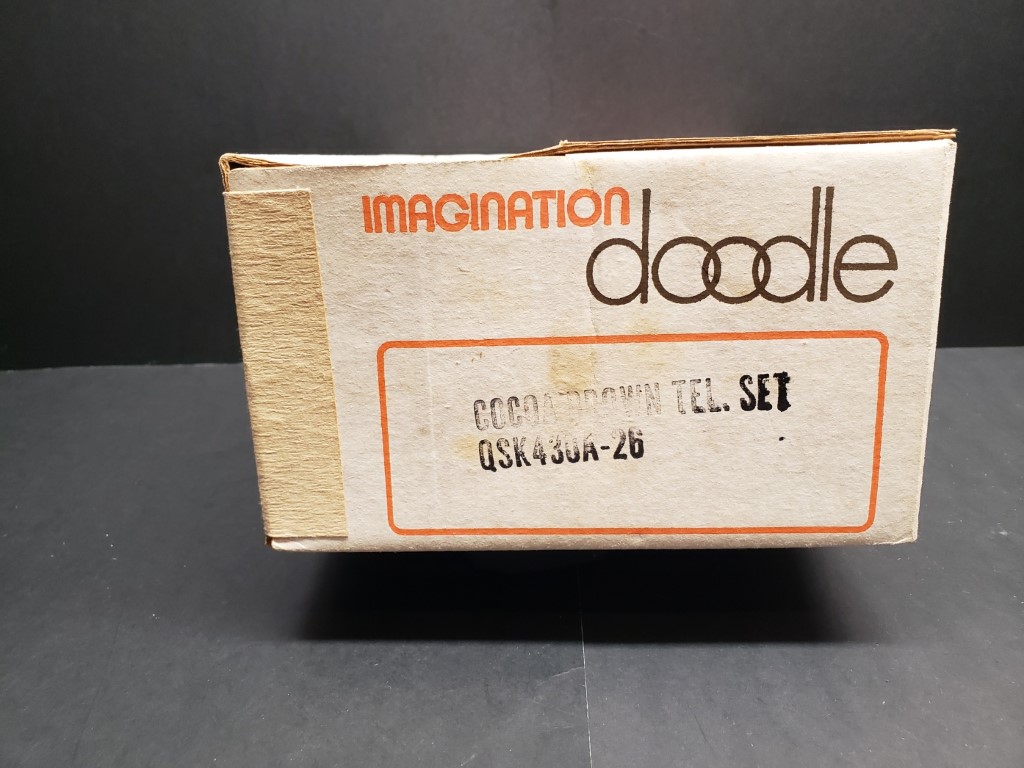 IMAGINATION
doodle
COCOA BROWN TEL. SET
QSK430A-26